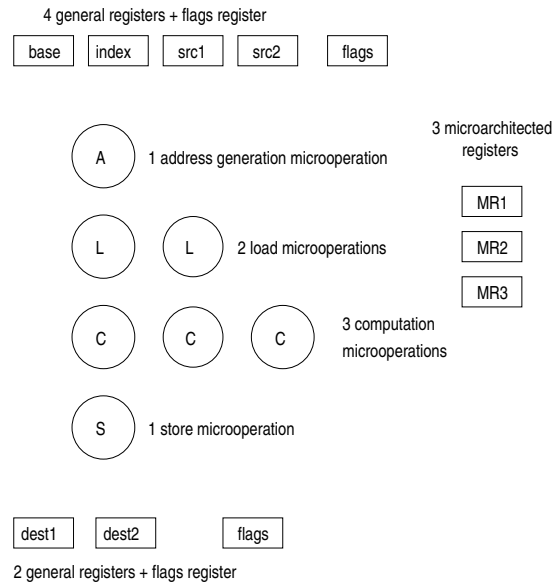 4 general registers + flags register
base index src1 src2 flags
3 microarchitected
registers
A 1 address generation microoperation
MR1
L L 2 load microoperations
MR2
MR3
C C C 3 computation
microoperations
S 1 store microoperation
dest1 dest2 flags
2 general registers + flags register